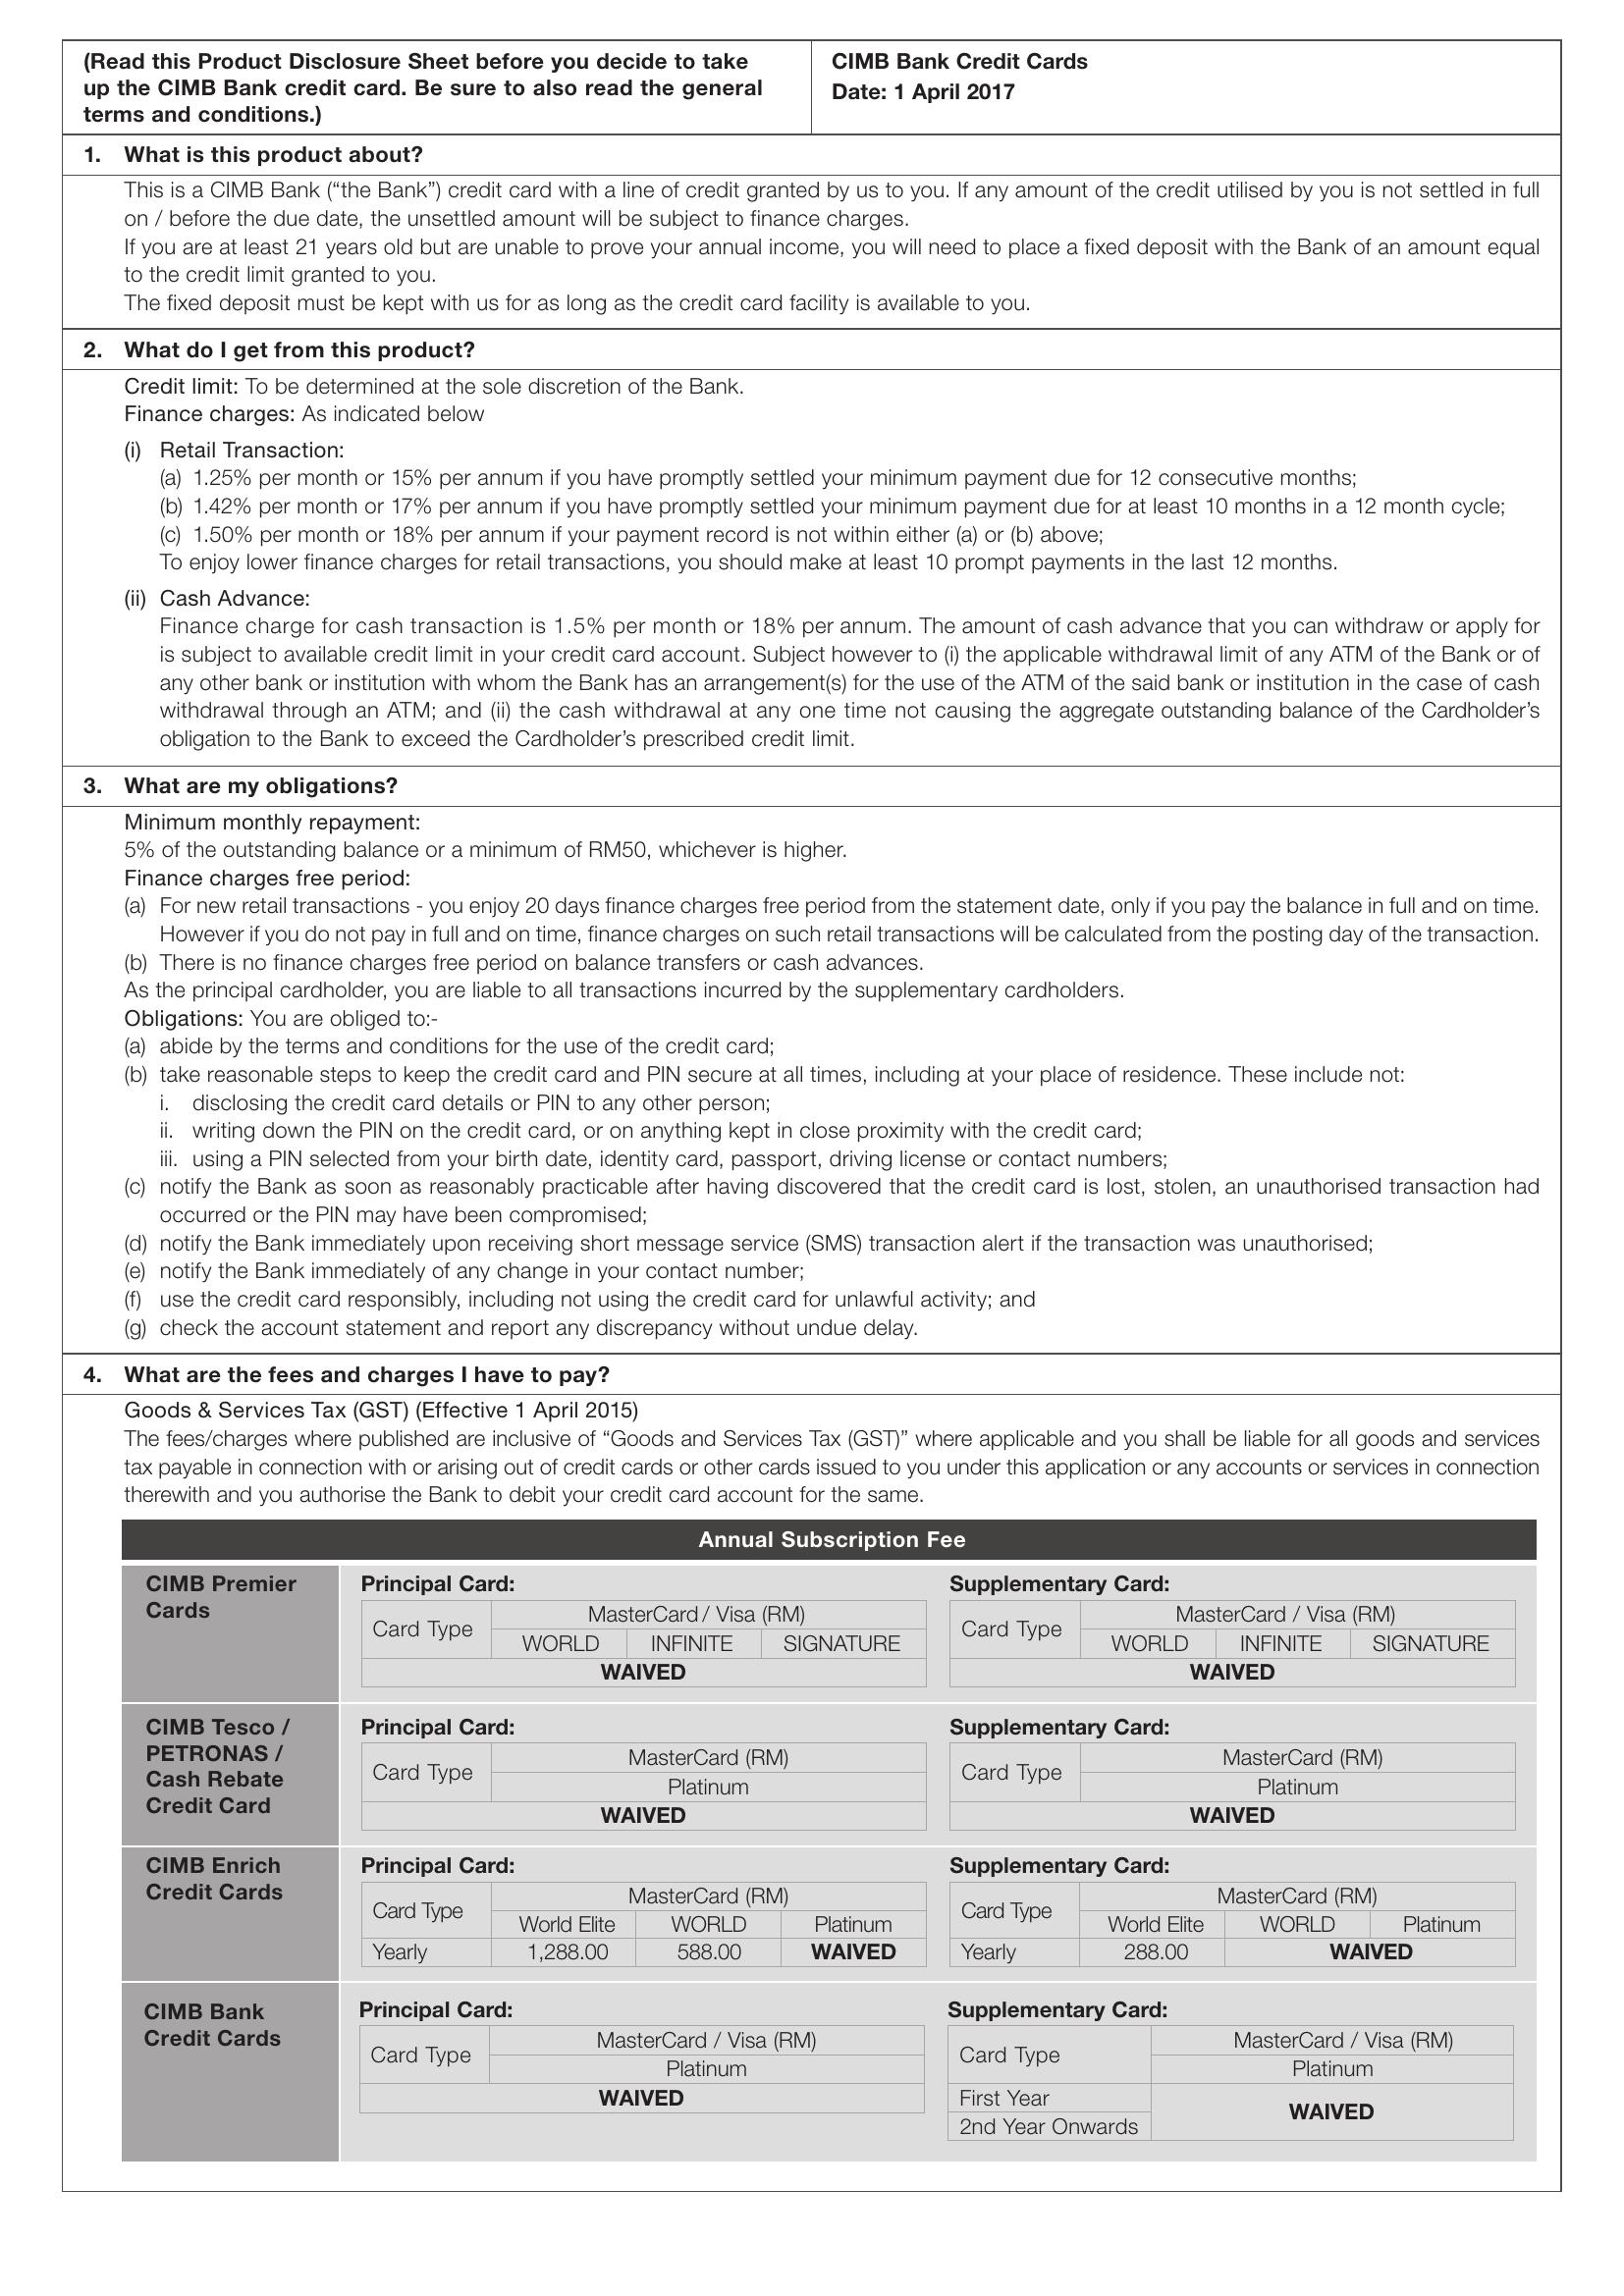 (Read this Product Disclosure Sheet before you decide to take
up the CIMB Bank credit card. Be sure to also read the general
terms and conditions.)
CIMB Bank Credit Cards
Date: 1 April 2017
1. What is this product about?
This is a CIMB Bank (“the Bank”) credit card with a line of credit granted by us to you. If any amount of the credit utilised by you is not settled in full
on / before the due date, the unsettled amount will be subject to finance charges.
If you are at least 21 years old but are unable to prove your annual income, you will need to place a fixed deposit with the Bank of an amount equal
to the credit limit granted to you.
The fixed deposit must be kept with us for as long as the credit card facility is available to you.
2. What do I get from this product?
Credit limit: To be determined at the sole discretion of the Bank.
Finance charges: As indicated below
(i) Retail Transaction:
(a) 1.25% per month or 15% per annum if you have promptly settled your minimum payment due for 12 consecutive months;
(b) 1.42% per month or 17% per annum if you have promptly settled your minimum payment due for at least 10 months in a 12 month cycle;
(c) 1.50% per month or 18% per annum if your payment record is not within either (a) or (b) above;
To enjoy lower finance charges for retail transactions, you should make at least 10 prompt payments in the last 12 months.
(ii) Cash Advance:
Finance charge for cash transaction is 1.5% per month or 18% per annum. The amount of cash advance that you can withdraw or apply for
is subject to available credit limit in your credit card account. Subject however to (i) the applicable withdrawal limit of any ATM of the Bank or of
any other bank or institution with whom the Bank has an arrangement(s) for the use of the ATM of the said bank or institution in the case of cash
withdrawal through an ATM; and (ii) the cash withdrawal at any one time not causing the aggregate outstanding balance of the Cardholder’s
obligation to the Bank to exceed the Cardholder’s prescribed credit limit.
3. What are my obligations?
Minimum monthly repayment:
5% of the outstanding balance or a minimum of RM50, whichever is higher.
Finance charges free period:
(a) For new retail transactions - you enjoy 20 days finance charges free period from the statement date, only if you pay the balance in full and on time.
However if you do not pay in full and on time, finance charges on such retail transactions will be calculated from the posting day of the transaction.
(b) There is no finance charges free period on balance transfers or cash advances.
As the principal cardholder, you are liable to all transactions incurred by the supplementary cardholders.
Obligations: You are obliged to:-
(a) abide by the terms and conditions for the use of the credit card;
(b) take reasonable steps to keep the credit card and PIN secure at all times, including at your place of residence. These include not:
i. disclosing the credit card details or PIN to any other person;
ii. writing down the PIN on the credit card, or on anything kept in close proximity with the credit card;
iii. using a PIN selected from your birth date, identity card, passport, driving license or contact numbers;
(c) notify the Bank as soon as reasonably practicable after having discovered that the credit card is lost, stolen, an unauthorised transaction had
occurred or the PIN may have been compromised;
(d) notify the Bank immediately upon receiving short message service (SMS) transaction alert if the transaction was unauthorised;
(e) notify the Bank immediately of any change in your contact number;
(f) use the credit card responsibly, including not using the credit card for unlawful activity; and
(g) check the account statement and report any discrepancy without undue delay.
4. What are the fees and charges I have to pay?
Goods & Services Tax (GST) (Effective 1 April 2015)
The fees/charges where published are inclusive of “Goods and Services Tax (GST)” where applicable and you shall be liable for all goods and services
tax payable in connection with or arising out of credit cards or other cards issued to you under this application or any accounts or services in connection
therewith and you authorise the Bank to debit your credit card account for the same.
Annual Subscription Fee
CIMB Premier
Cards
Principal Card:
Card Type
MasterCard / Visa (RM)
WORLD INFINITE SIGNATURE
WAIVED
Supplementary Card:
Card Type
MasterCard / Visa (RM)
WORLD INFINITE SIGNATURE
WAIVED
CIMB Tesco /
PETRONAS /
Cash Rebate
Credit Card
Principal Card:
Card Type
MasterCard (RM)
Platinum
WAIVED
Supplementary Card:
Card Type
MasterCard (RM)
Platinum
WAIVED
CIMB Enrich
Credit Cards
Principal Card:
Card Type
MasterCard (RM)
World Elite WORLD Platinum
Yearly 1,288.00 588.00 WAIVED
Supplementary Card:
Card Type
MasterCard (RM)
World Elite WORLD Platinum
Yearly 288.00 WAIVED
CIMB Bank
Credit Cards
Principal Card:
Card Type
MasterCard / Visa (RM)
Platinum
WAIVED
Supplementary Card:
Card Type
MasterCard / Visa (RM)
Platinum
First Year
2nd Year Onwards
WAIVED